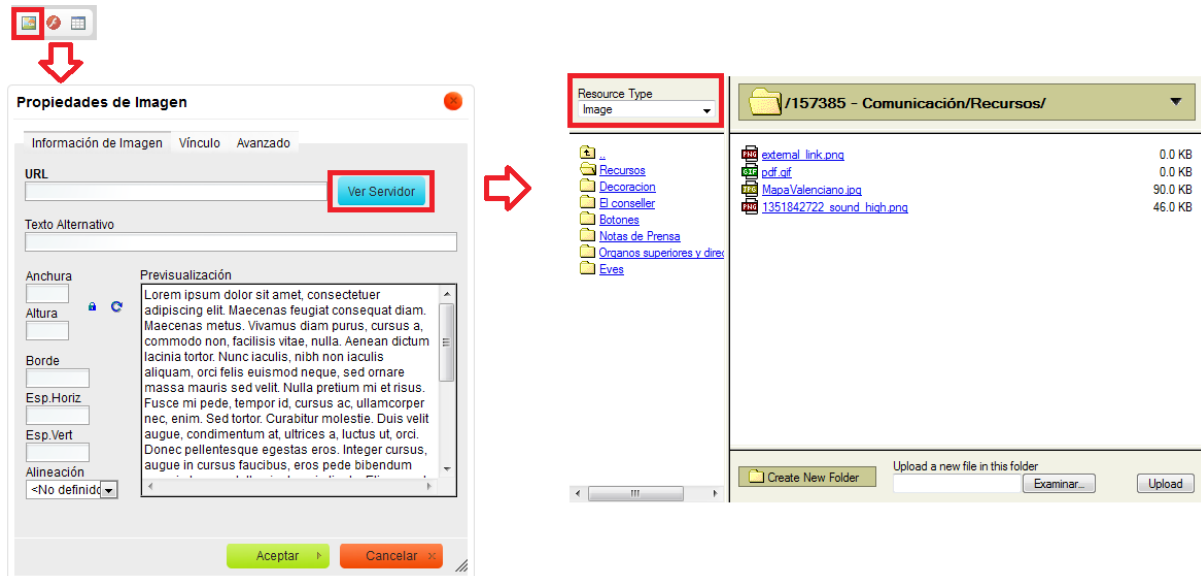 Propiedades de Imagen
Información de Imagen Vínculo Avanzado
URL
Ver Servidor
Texto Alternativo
Anchura
Altura
Borde
Esp.Horiz
Esp.Vert
Alineación
<No definido
Previsualización
Lorem ipsum dolor sit amet, consectetuer
adipiscing elit. Maecenas feugiat consequat diam.
Maecenas metus. Vivamus diam purus, cursus a,
commodo non, facilisis vitae, nulla. Aenean dictum
lacinia tortor. Nunc iaculis, nibh non iaculis
aliquam, orci felis euismod neque, sed ornare
massa mauris sed velit. Nulla pretium mi et risus.
Fusce mi pede, tempor id, cursus ac, ullamcorper
nec, enim. Sed tortor. Curabitur molestie. Duis velit
augue, condimentum at, ultrices a, luctus ut, orci.
Donec pellentesque egestas eros. Integer cursus,
augue in cursus faucibus, eros pede bibendum
Aceptar Cancelar
Resource Type
Image
/157385 - Comunicación/Recursos/
..
Recursos
Decoracion
El conseller
Botones
Notas de Prensa
Organos superiores y direc
Eves
PNG external_link.png 0.0 KB
GIF pdf.gif 0.0 KB
JPG MapaValenciano.jpg 90.0 KB
PNG 1351842722_sound_high.png 46.0 KB
Create New Folder
Upload a new file in this folder
Examinar... Upload